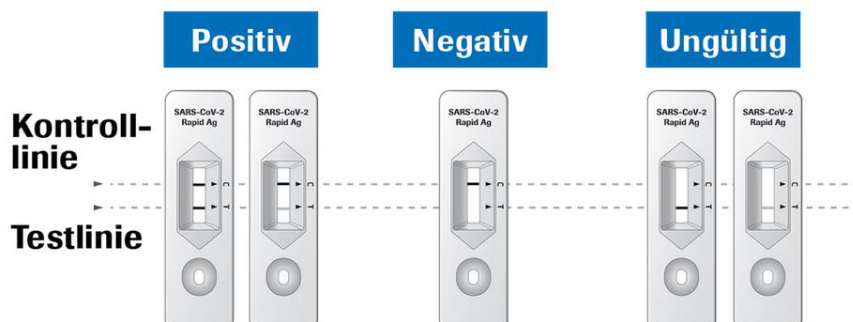 Positiv
Negativ
Ungültig
SARS-CoV-2
Rapid Ag
SARS-CoV-2
Rapid Ag
SARS-CoV-2
Rapid Ag
SARS-CoV-2
Rapid Ag
SARS-CoV-2
Rapid Ag
Kontroll-
linie
C
C
C
C
C
T
T
T
T
T
Testlinie